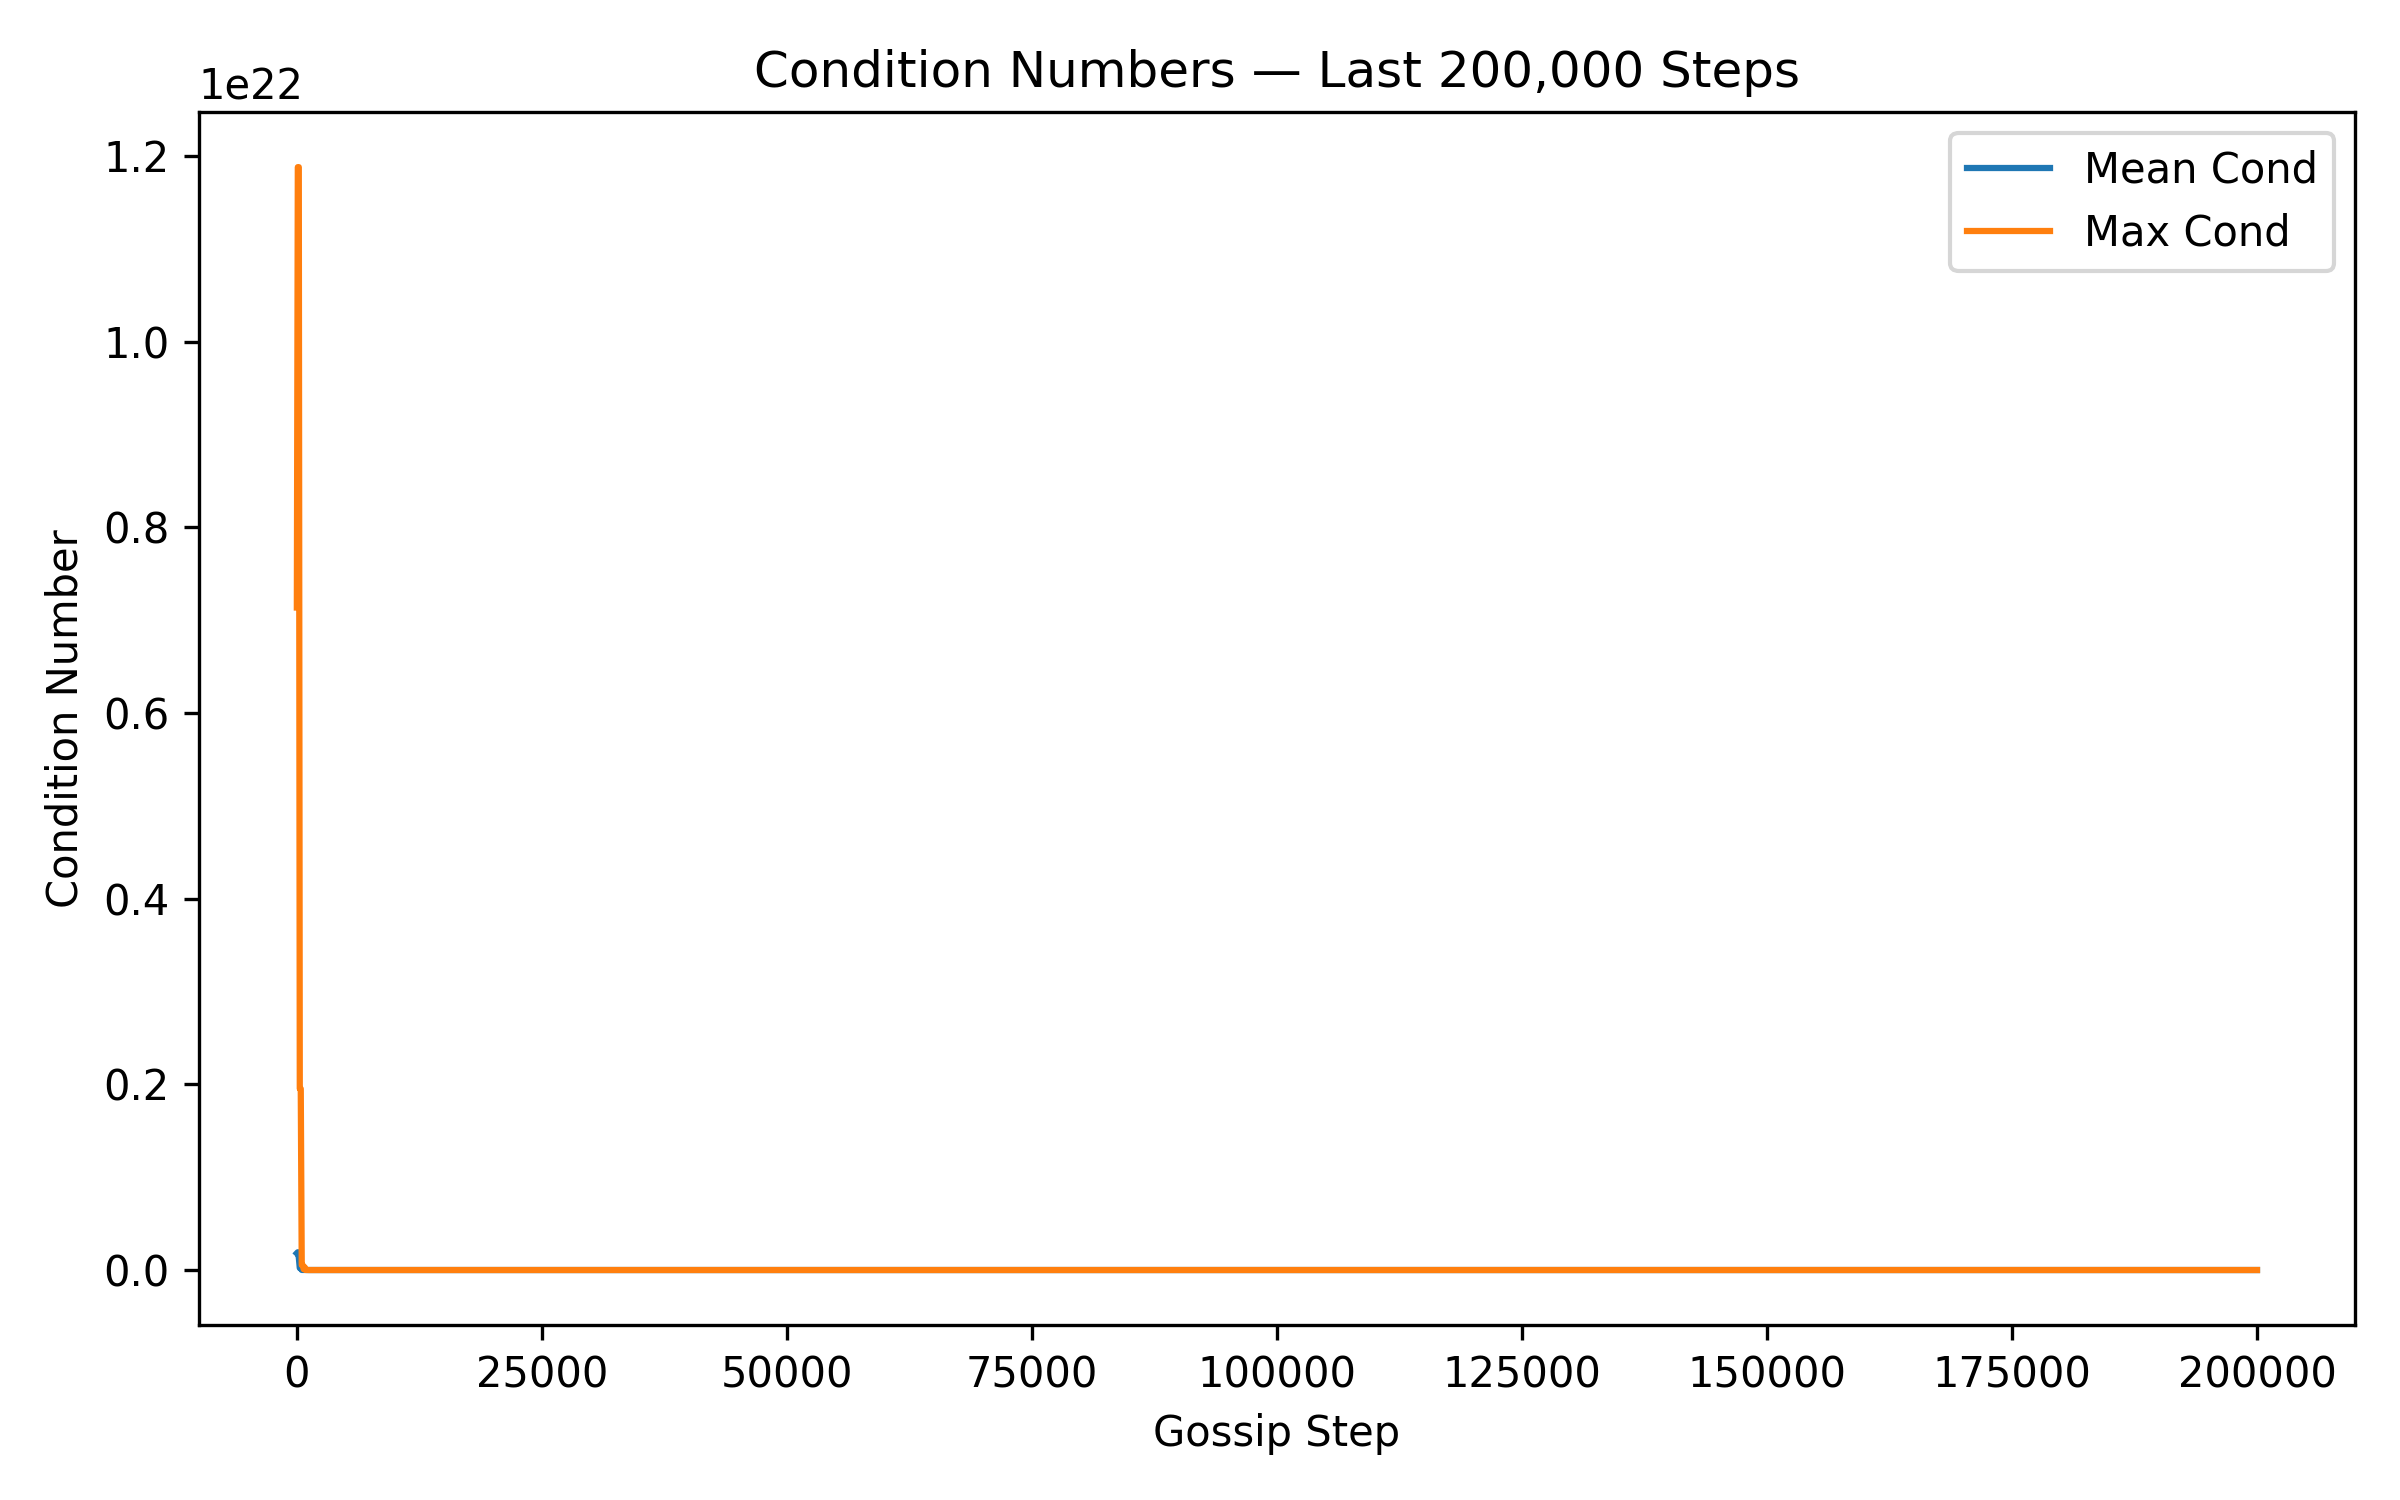 Condition Numbers — Last 200,000 Steps
1e22
Mean Cond
Max Cond
1.2
1.0
0.8
0.6
0.4
0.2
0.0
Condition Number
0 25000 50000 75000 100000 125000 150000 175000 200000
Gossip Step